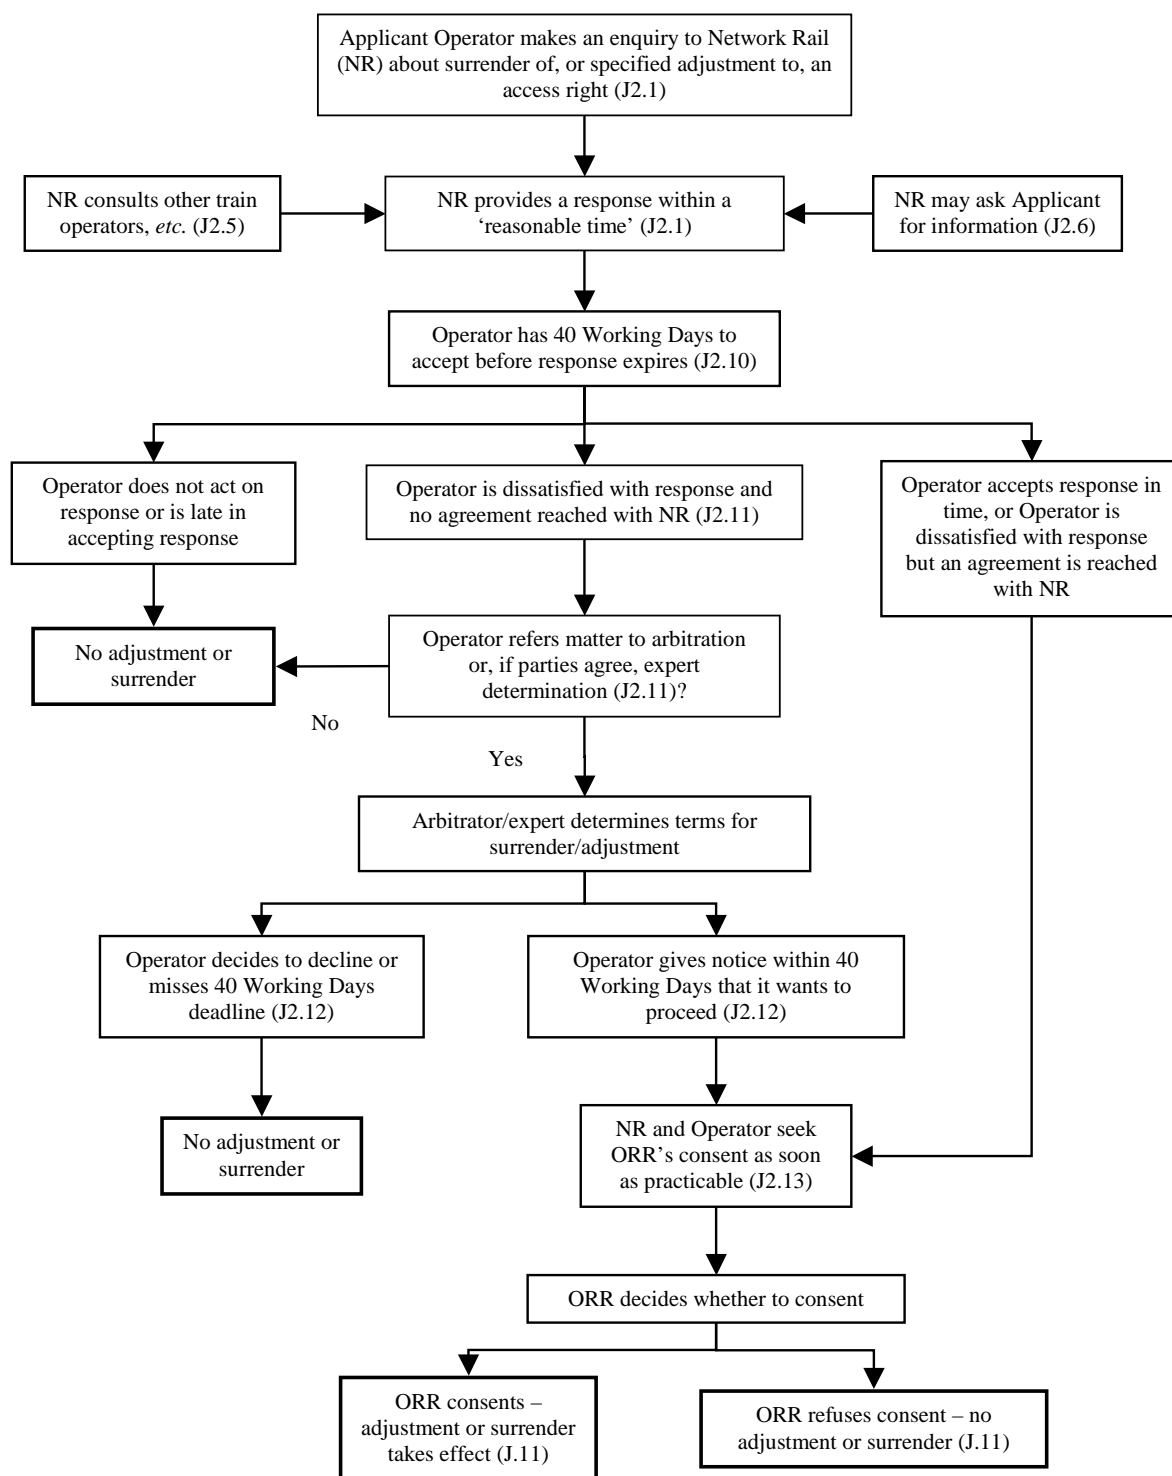 Applicant Operator makes an enquiry to Network Rail
(NR) about surrender of, or specified adjustment to, an
access right (J2.1)
NR consults other train
operators, etc. (J2.5)
NR provides a response within a
‘reasonable time’ (J2.1)
NR may ask Applicant
for information (J2.6)
Operator has 40 Working Days to
accept before response expires (J2.10)
Operator does not act on
response or is late in
accepting response
Operator is dissatisfied with response and
no agreement reached with NR (J2.11)
Operator accepts response in
time, or Operator is
dissatisfied with response
but an agreement is reached
with NR
No adjustment or
surrender
Operator refers matter to arbitration
or, if parties agree, expert
determination (J2.11)?
No
Yes
Arbitrator/expert determines terms for
surrender/adjustment
Operator decides to decline or
misses 40 Working Days
deadline (J2.12)
Operator gives notice within 40
Working Days that it wants to
proceed (J2.12)
No adjustment or
surrender
NR and Operator seek
ORR’s consent as soon
as practicable (J2.13)
ORR decides whether to consent
ORR consents –
adjustment or surrender
takes effect (J.11)
ORR refuses consent – no
adjustment or surrender (J.11)